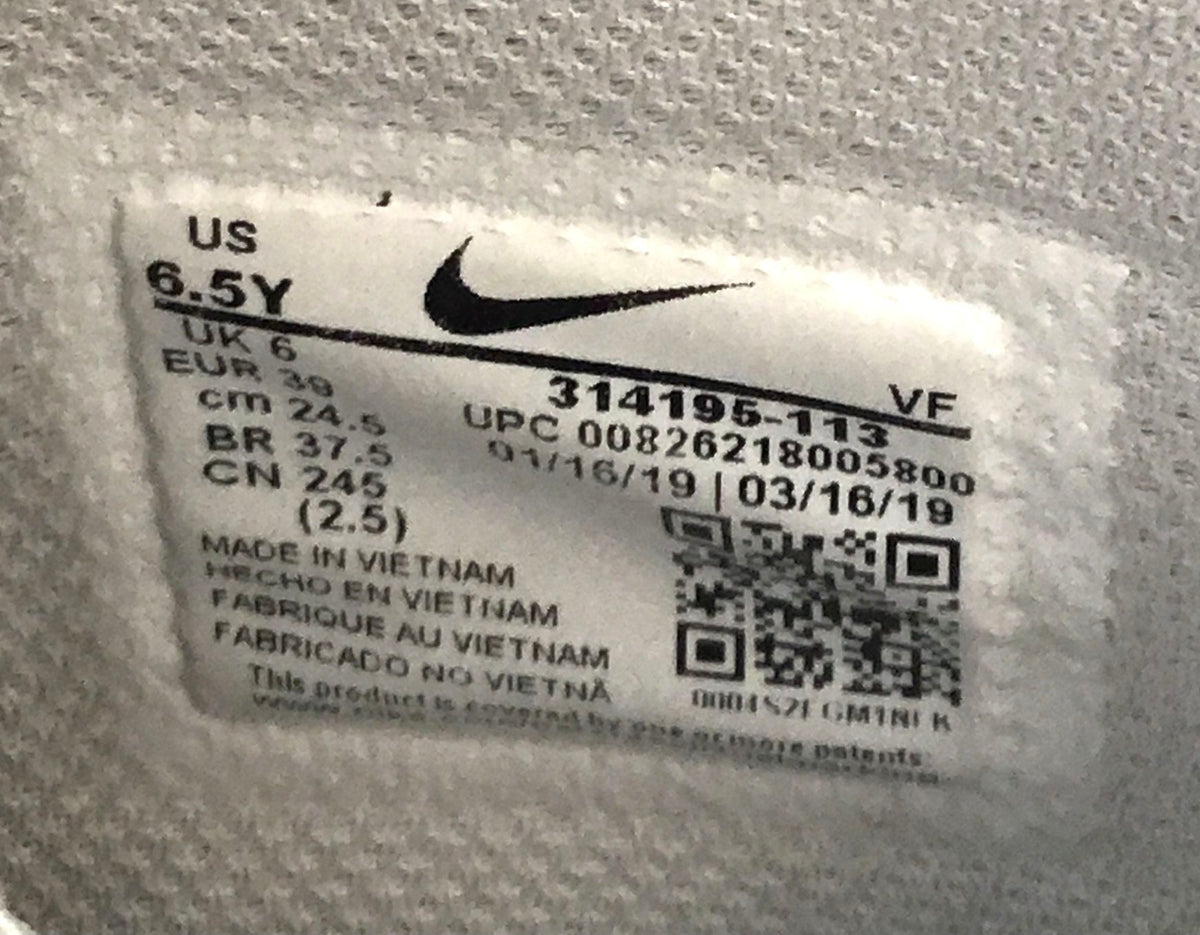 US
6.5Y
UK 6
EUR 39
cm 24.5
BR 37.5
CN 245
(2.5)
VF
314195-113
UPC 00826218005800
01/16/19 | 03/16/19
MADE IN VIETNAM
HECHO EN VIETNAM
FABRIQUE AU VIETNAM
FABRICADO NO VIETNÃ
This product is covered by one or more patents.